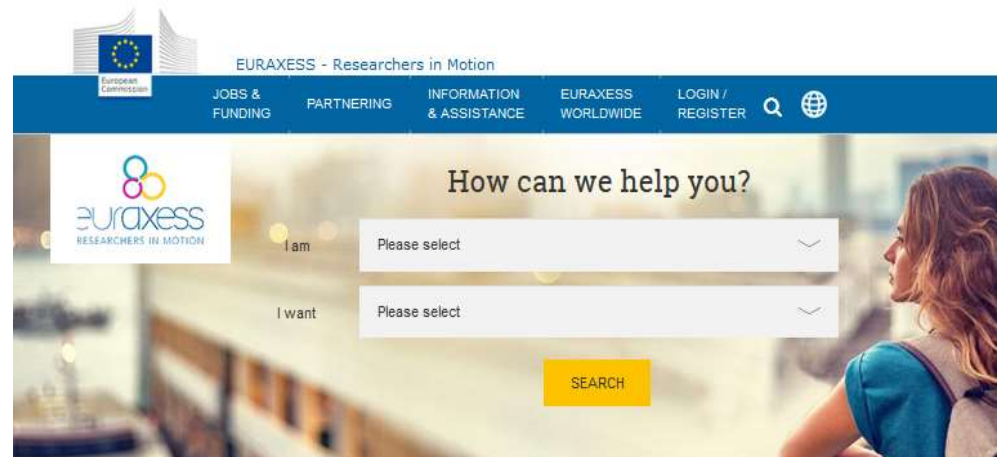 European
Commission
EURAXESS - Researchers in Motion
JOBS &
FUNDING
PARTNERING
INFORMATION
& ASSISTANCE
EURAXESS
WORLDWIDE
LOGIN /
REGISTER
euraxess
RESEARCHERS IN MOTION
How can we help you?
I am
Please select
I want
Please select
SEARCH